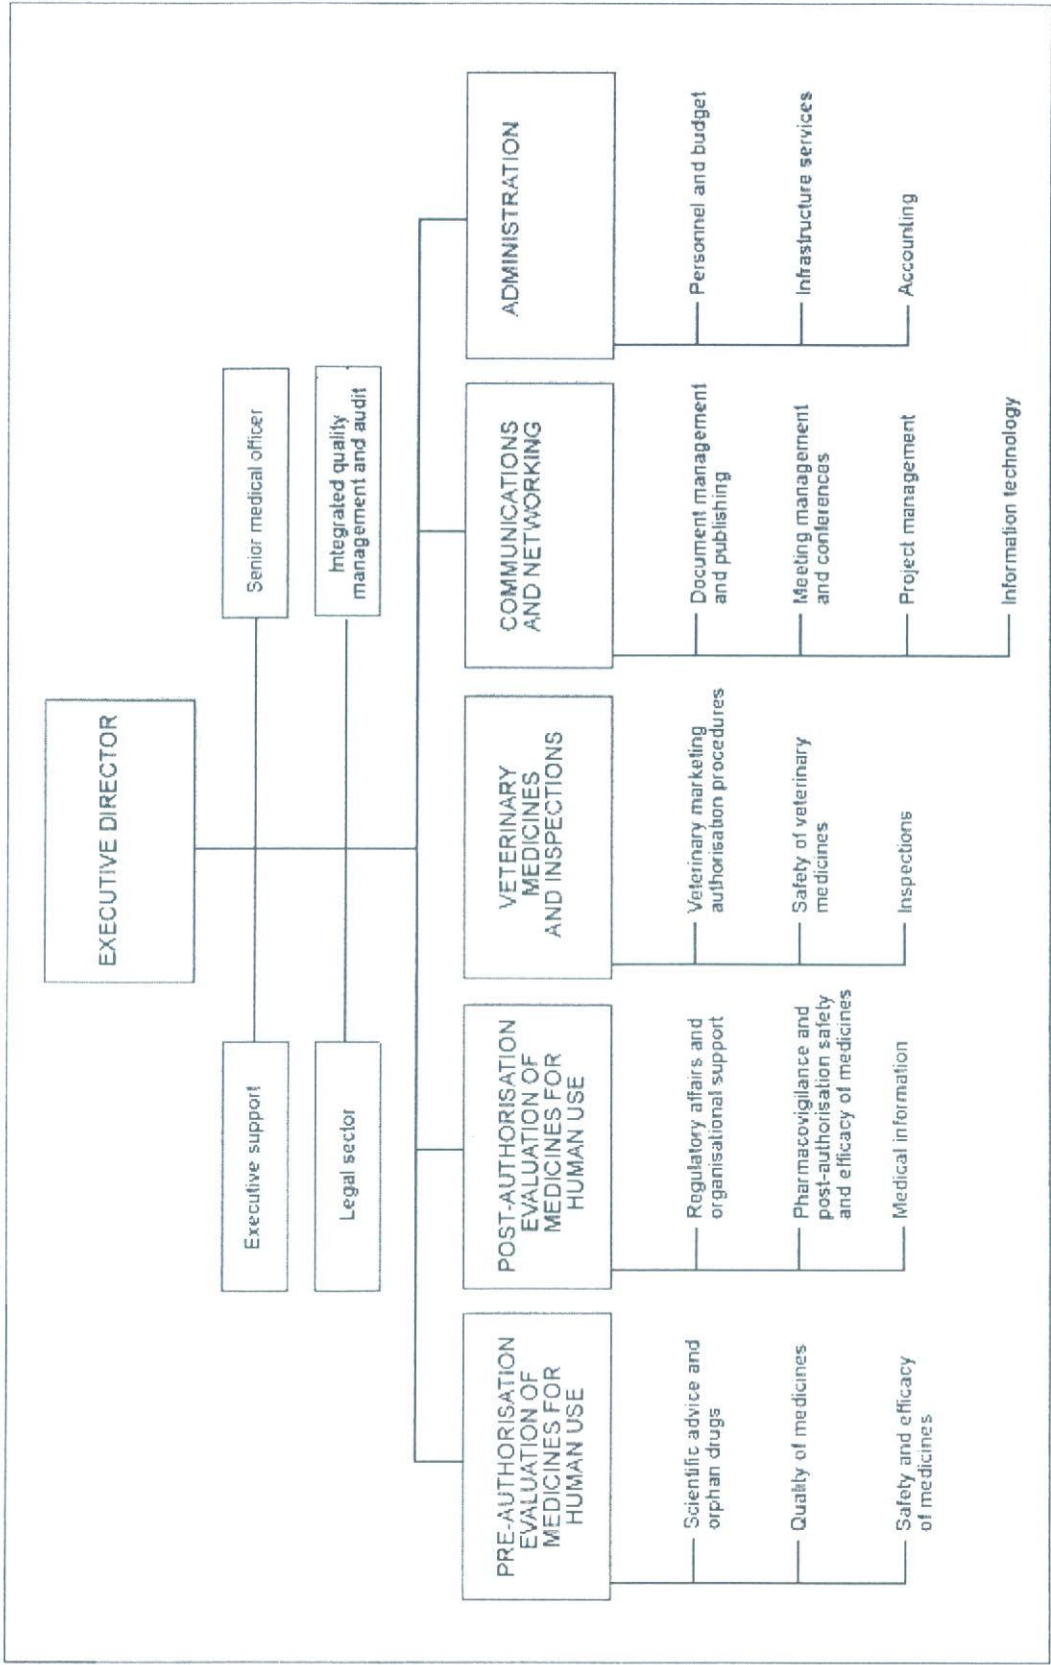 EXECUTIVE DIRECTOR
Executive support
Senior medical officer
Legal sector
Integrated quality
management and audit
PRE-AUTHORISATION
EVALUATION OF
MEDICINES FOR
HUMAN USE
Scientific advice and
orphan drugs
Quality of medicines
Safety and efficacy
of medicines
POST-AUTHORISATION
EVALUATION OF
MEDICINES FOR
HUMAN USE
Regulatory affairs and
organisational support
Pharmacovigilance and
post-authorisation safety
and efficacy of medicines
Medical information
VETERINARY
MEDICINES
AND INSPECTIONS
Veterinary marketing
authorisation procedures
Safety of veterinary
medicines
Inspections
COMMUNICATIONS
AND NETWORKING
Document management
and publishing
Meeting management
and conferences
Project management
Information technology
ADMINISTRATION
Personnel and budget
Infrastructure services
Accounting